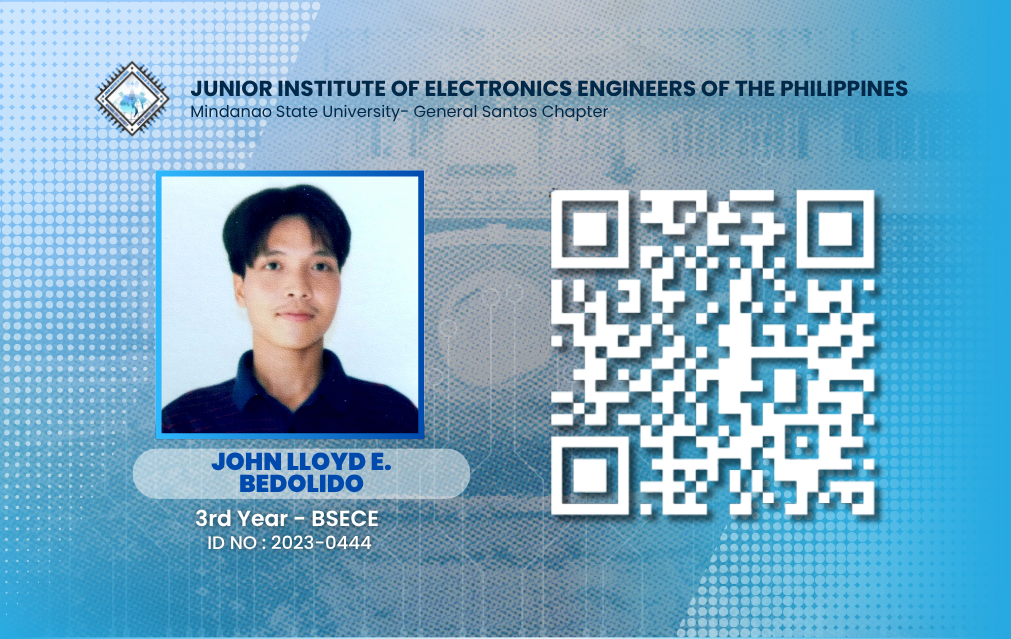 JUNIOR INSTITUTE OF ELECTRONICS ENGINEERS OF THE PHILIPPINES
Mindanao State University- General Santos Chapter
JOHN LLOYD E.
BEDOLIDO
3rd Year - BSECE
ID NO : 2023-0444